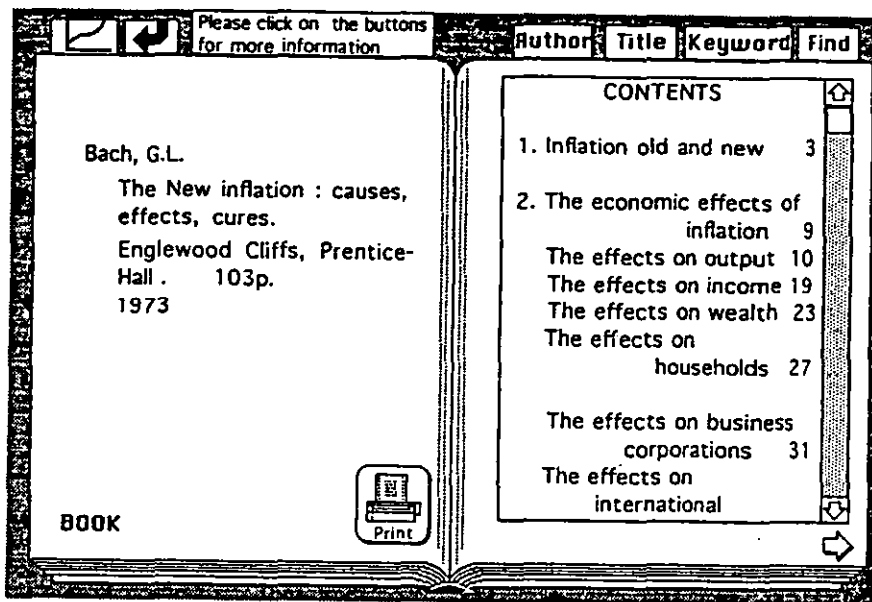 Please click on the buttons
for more information
Author Title Keyword Find
Bach, G.L.
The New inflation : causes,
effects, cures.
Englewood Cliffs, Prentice-
Hall . 103p.
1973
BOOK
Print
CONTENTS
1. Inflation old and new 3
2. The economic effects of
inflation 9
The effects on output 10
The effects on income 19
The effects on wealth 23
The effects on
households 27
The effects on business
corporations 31
The effects on
international